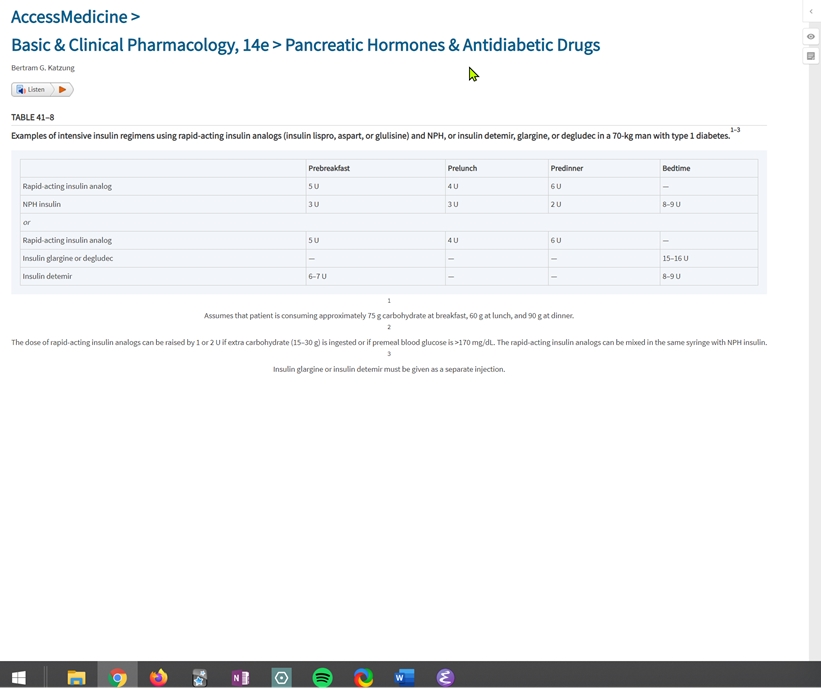 AccessMedicine >
Basic & Clinical Pharmacology, 14e > Pancreatic Hormones & Antidiabetic Drugs
Bertram G. Katzung
Listen
TABLE 41–8
Examples of intensive insulin regimens using rapid-acting insulin analogs (insulin lispro, aspart, or glulisine) and NPH, or insulin detemir, glargine, or degludec in a 70-kg man with type 1 diabetes.1–3
Prebreakfast Prelunch Predinner Bedtime
Rapid-acting insulin analog 5 U 4 U 6 U —
NPH insulin 3 U 3 U 2 U 8–9 U
or
Rapid-acting insulin analog 5 U 4 U 6 U —
Insulin glargine or degludec — — — 15–16 U
Insulin detemir 6–7 U — — 8–9 U
1
Assumes that patient is consuming approximately 75 g carbohydrate at breakfast, 60 g at lunch, and 90 g at dinner.
2
The dose of rapid-acting insulin analogs can be raised by 1 or 2 U if extra carbohydrate (15–30 g) is ingested or if premeal blood glucose is >170 mg/dL. The rapid-acting insulin analogs can be mixed in the same syringe with NPH insulin.
3
Insulin glargine or insulin detemir must be given as a separate injection.